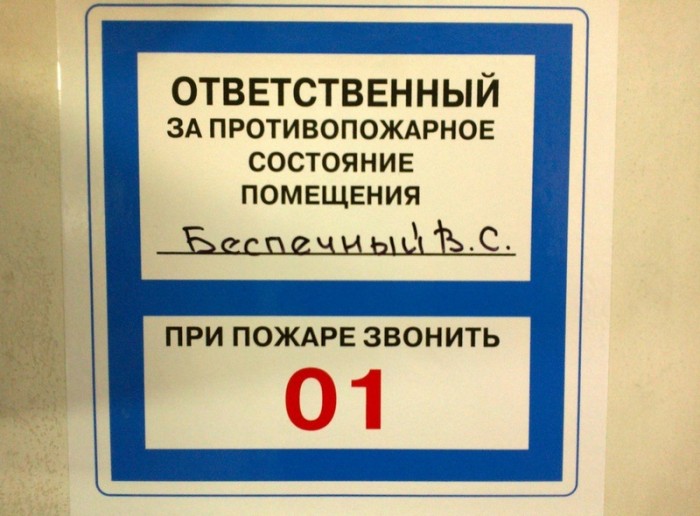 ОТВЕТСТВЕННЫЙ
ЗА ПРОТИВОПОЖАРНОЕ
СОСТОЯНИЕ
ПОМЕЩЕНИЯ
Беспечный В.С.
ПРИ ПОЖАРЕ ЗВОНИТЬ
01